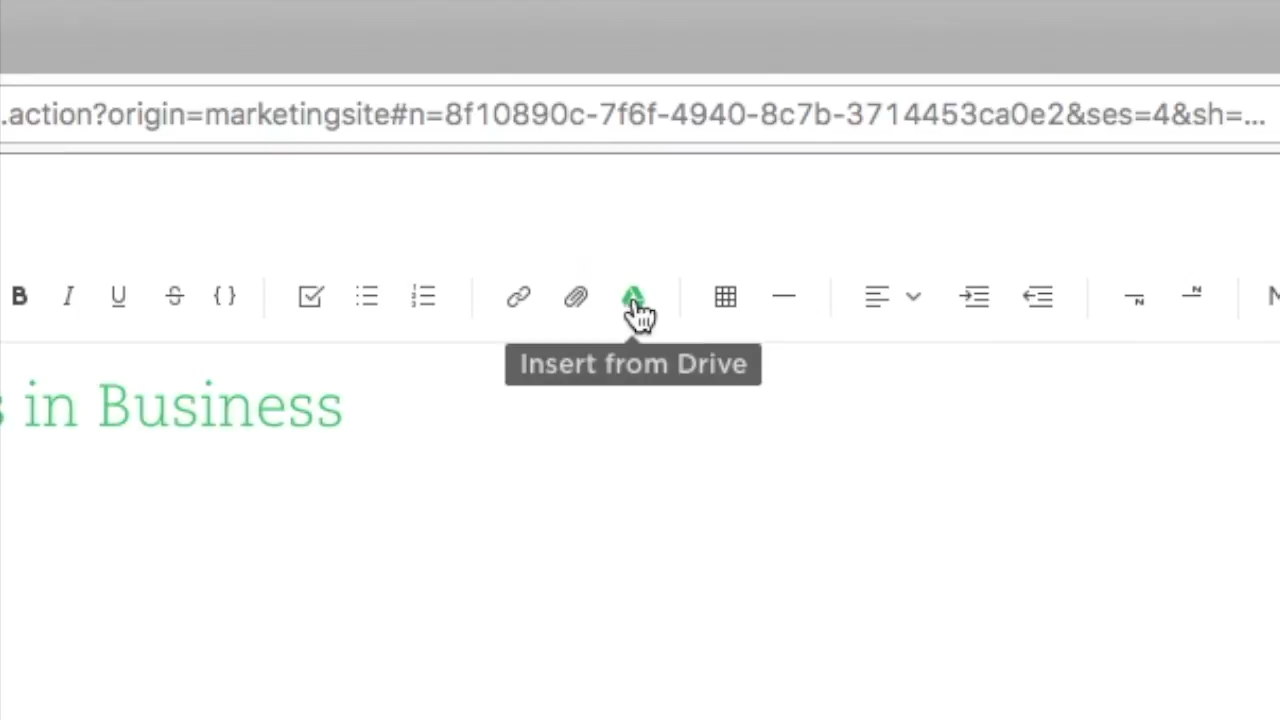 .action?origin=marketingsite#n=8f10890c-7f6f-4940-8c7b-3714453ca0e2&ses=4&sh=...
B I U S { }
Insert from Drive
in Business